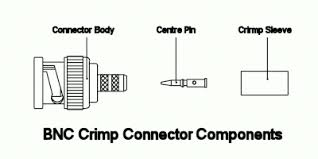 Connector Body
Centre Pin
Crimp Sleeve
BNC Crimp Connector Components